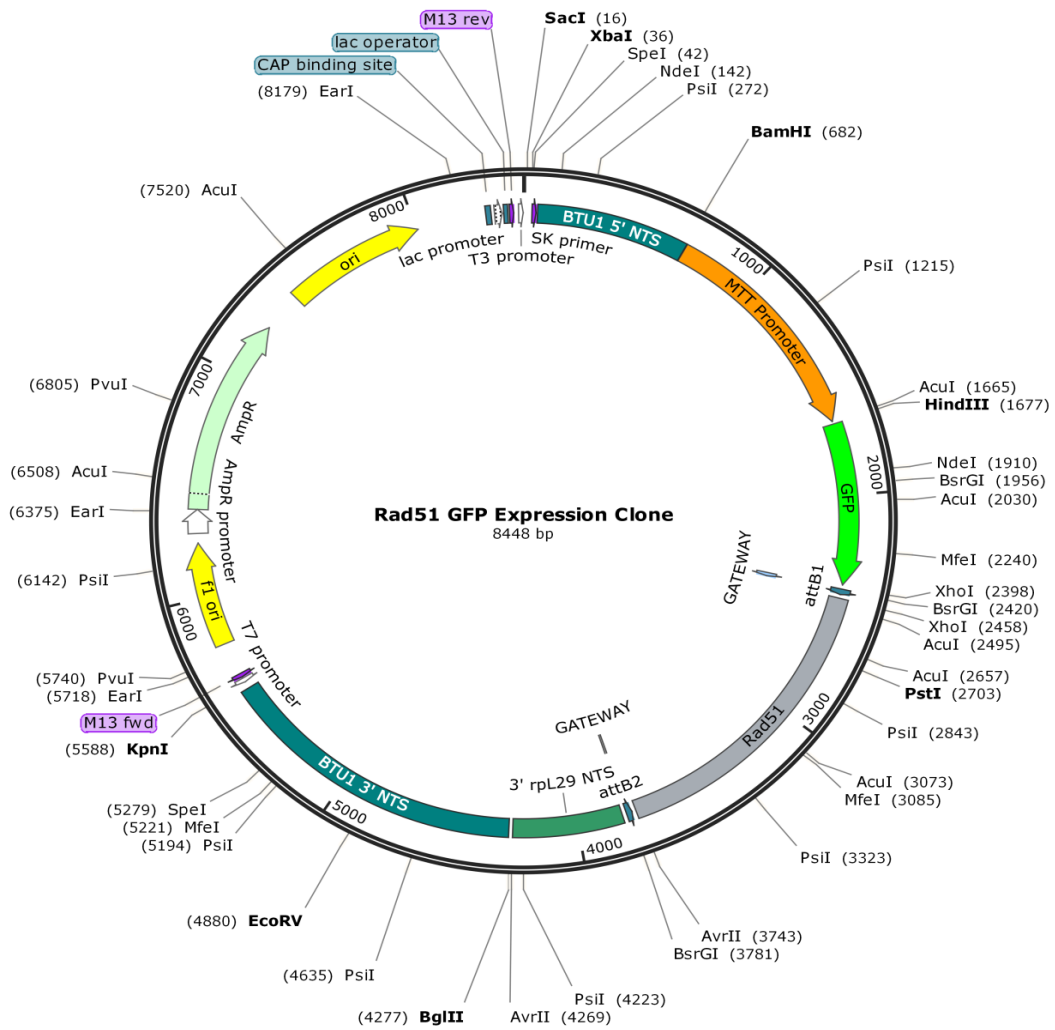 M13 rev
lac operator
CAP binding site
(8179) EarI
SacI (16)
XbaI (36)
SpeI (42)
NdeI (142)
PsiI (272)
BamHI (682)
(7520) AcuI
8000
ori
lac promoter
T3 promoter
SK primer
BTU1 5' NTS
1000
MTT Promoter
PsiI (1215)
AcuI (1665)
HindIII (1677)
NdeI (1910)
BsrGI (1956)
AcuI (2030)
2000
GFP
MfeI (2240)
XhoI (2398)
BsrGI (2420)
XhoI (2458)
AcuI (2495)
AcuI (2657)
PstI (2703)
PsiI (2843)
AcuI (3073)
MfeI (3085)
PsiI (3323)
3000
Rad51
attB1
GATEWAY
Rad51 GFP Expression Clone
8448 bp
7000
(6805) PvuI
AmpR
(6508) AcuI
(6375) EarI
AmpR promoter
(6142) PsiI
f1 ori
6000
T7 promoter
(5740) PvuI
(5718) EarI
M13 fwd
(5588) KpnI
(5279) SpeI
(5221) MfeI
(5194) PsiI
BTU1 3' NTS
5000
GATEWAY
3' rpL29 NTS
attB2
4000
(4880) EcoRV
(4635) PsiI
(4277) BglII
AvrII (4269)
PsiI (4223)
BsrGI (3781)
AvrII (3743)